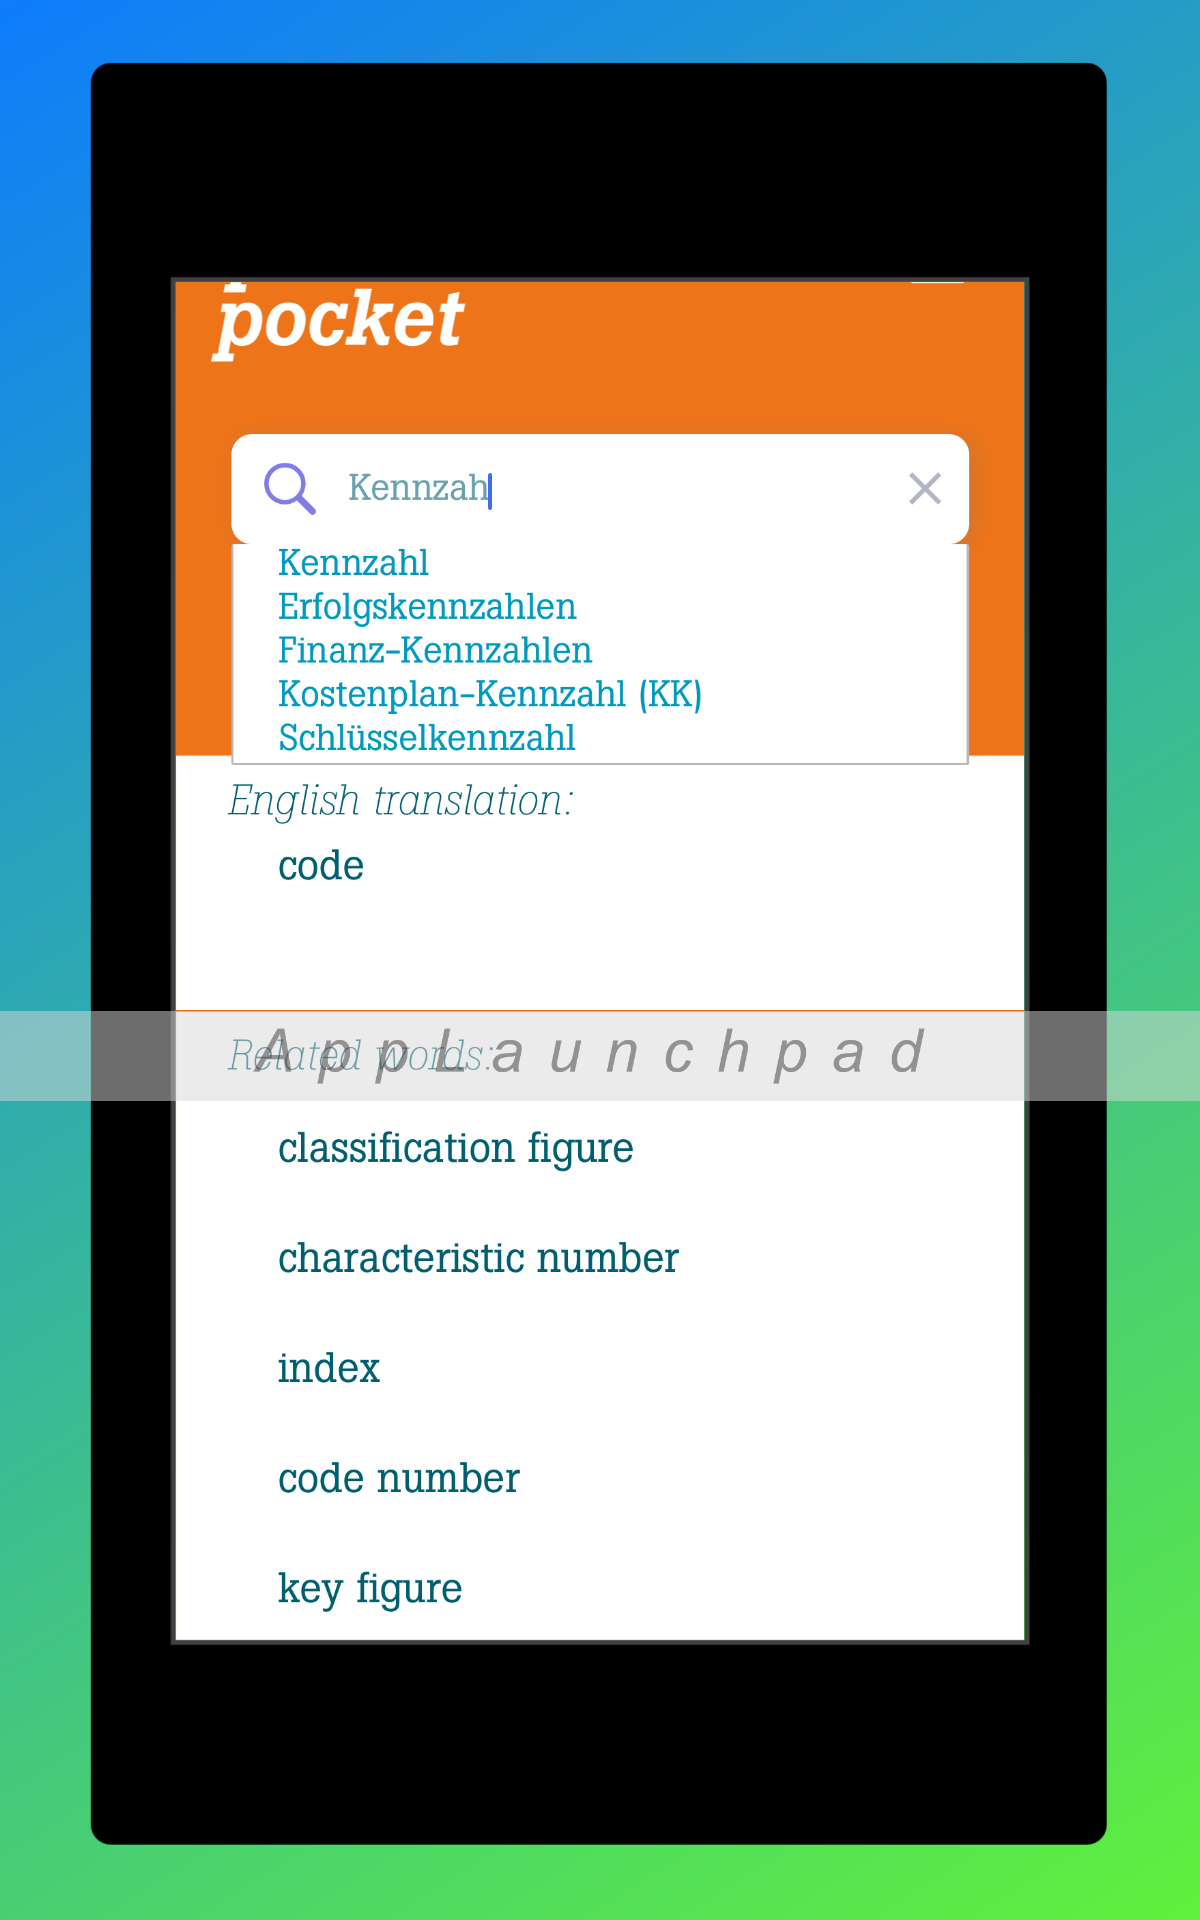 pocket
Kennzah
Kennzahl
Erfolgskennzahlen
Finanz-Kennzahlen
Kostenplan-Kennzahl (KK)
Schlüsselkennzahl
English translation:
code
Related words:
AppLaunchpad
classification figure
characteristic number
index
code number
key figure